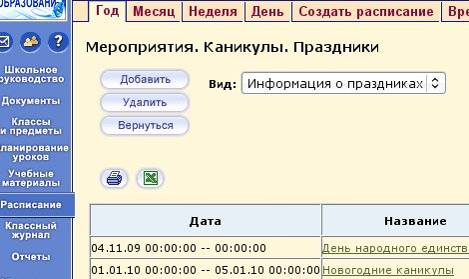 ОБРАЗОВАНИ
Год Месяц Неделя День Создать расписание
Мероприятия. Каникулы. Праздники
Добавить
Удалить
Вернуться
Вид: Информация о праздниках
Школьное
руководство
Документы
Классы
и предметы
ланирование
уроков
Учебные
материалы
Расписание
Классный
журнал
Отчеты
Дата Название
04.11.09 00:00:00 -- 00:00:00 День народного единств
01.01.10 00:00:00 -- 05.01.10 00:00:00 Новогодние каникулы